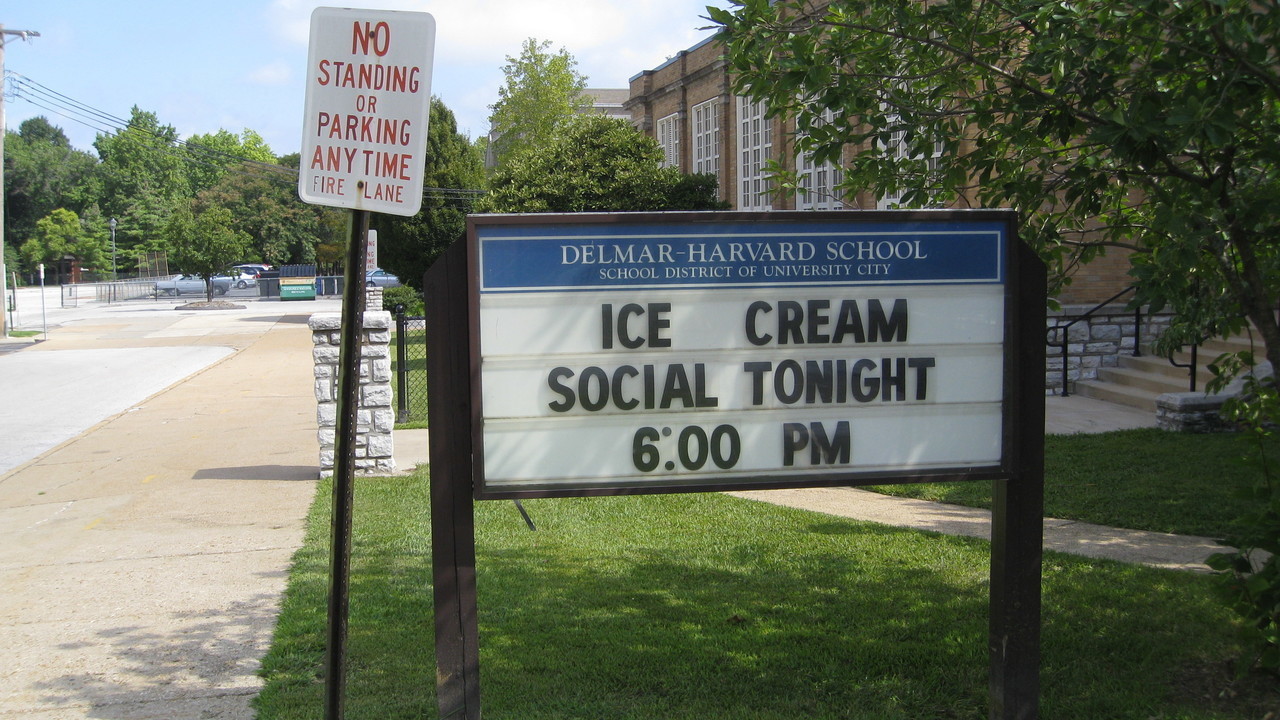 NO
STANDING
OR
PARKING
ANY TIME
FIRE LANE
DELMAR-HARVARD SCHOOL
SCHOOL DISTRICT OF UNIVERSITY CITY
ICE CREAM
SOCIAL TONIGHT
6:00 PM